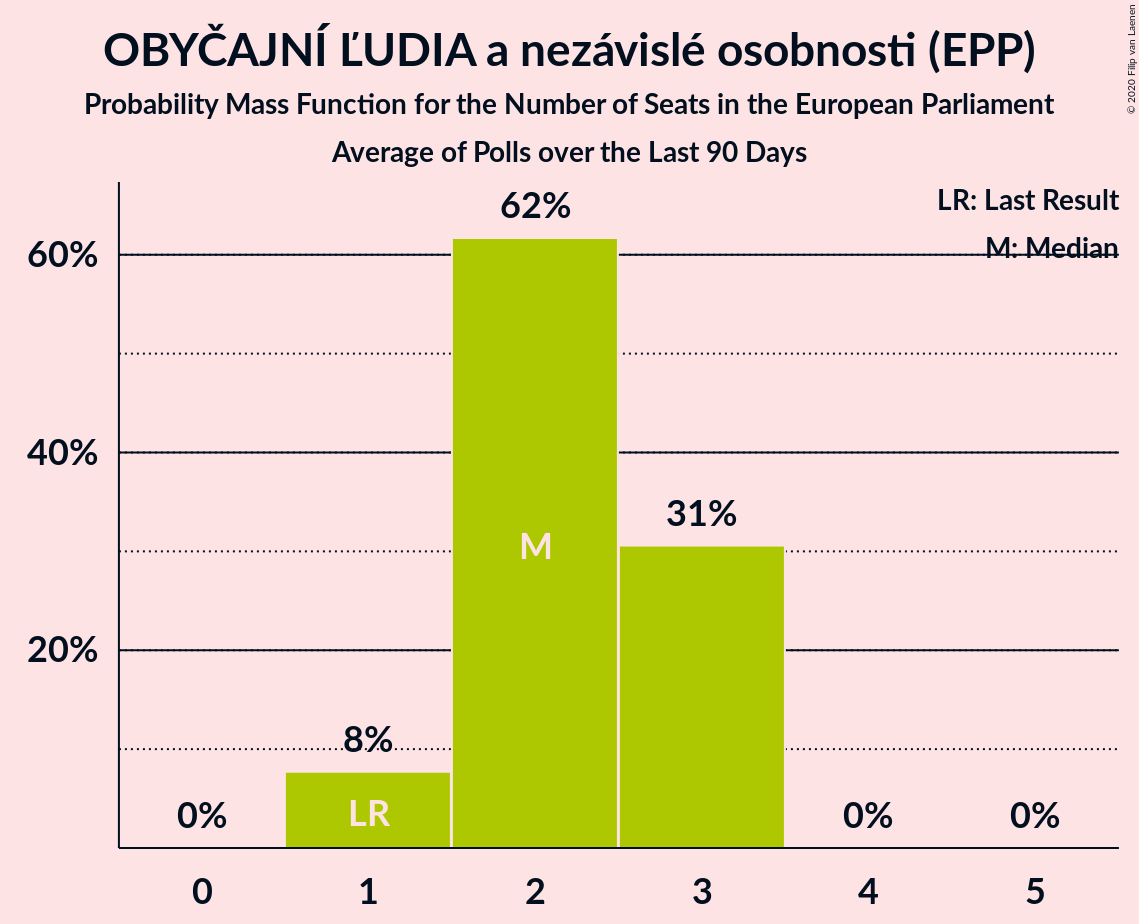 OBYČAJNÍ ĽUDIA a nezávislé osobnosti (EPP)
Probability Mass Function for the Number of Seats in the European Parliament
Average of Polls over the Last 90 Days
© 2020 Filip van Laenen
LR: Last Result
M: Median
62%
60%
40%
31%
M
20%
8%
LR
0%
0%
0%
0 1 2 3 4 5